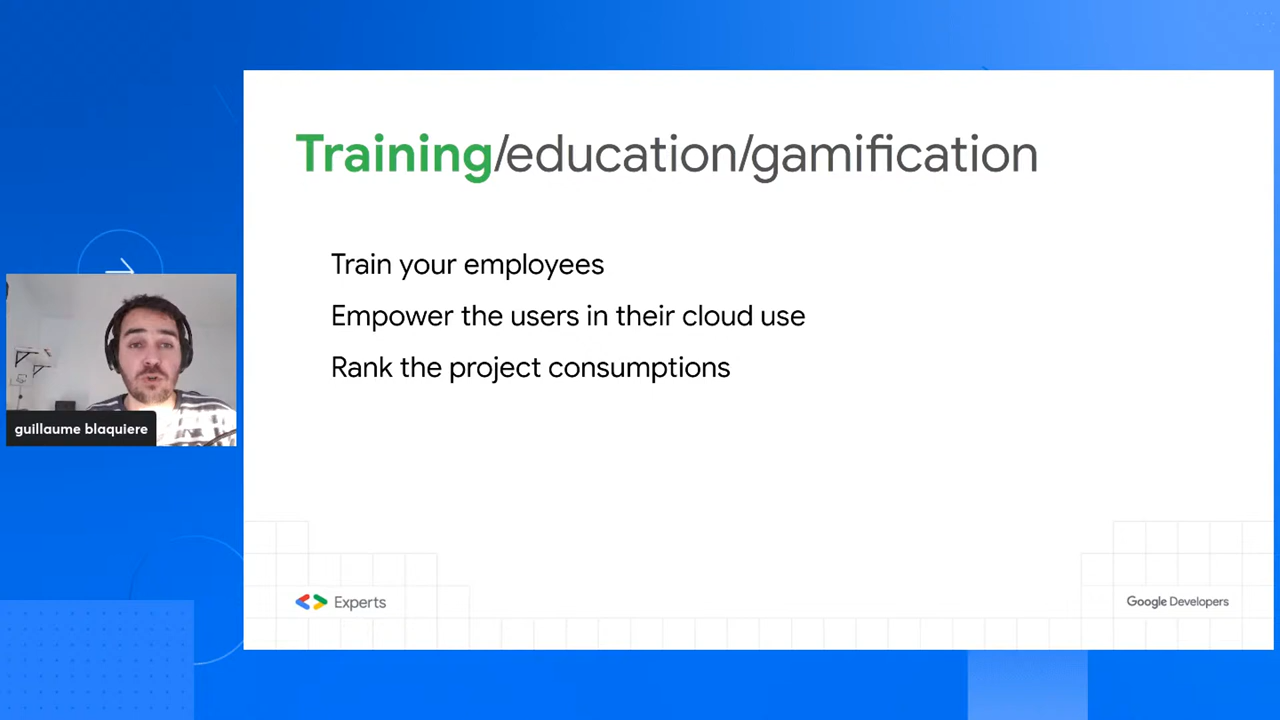 Training/education/gamification
Train your employees
Empower the users in their cloud use
Rank the project consumptions
guillaume blaquiere
Experts
Google Developers